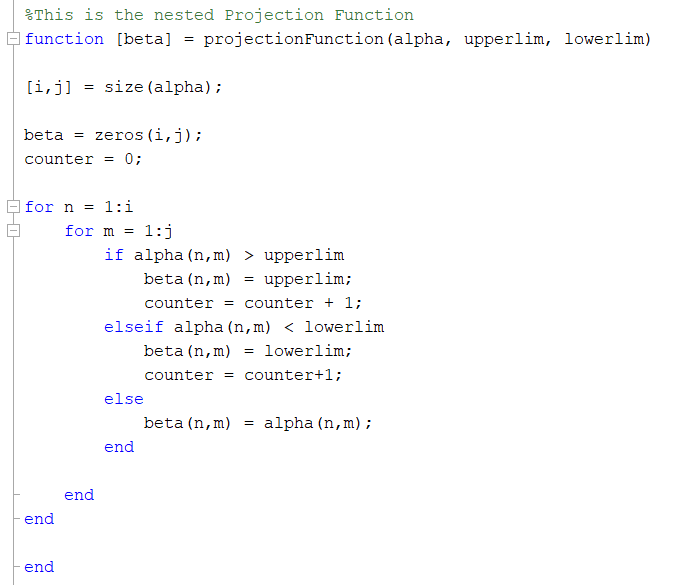 %This is the nested Projection Function
function [beta] = projectionFunction(alpha, upperlim, lowerlim)
[i,j] = size(alpha);
beta = zeros(i,j);
counter = 0;
for n = 1:i
    for m = 1:j
        if alpha(n,m) > upperlim
            beta(n,m) = upperlim;
            counter = counter + 1;
        elseif alpha(n,m) < lowerlim
            beta(n,m) = lowerlim;
            counter = counter+1;
        else
            beta(n,m) = alpha(n,m);
        end
    end
end
end